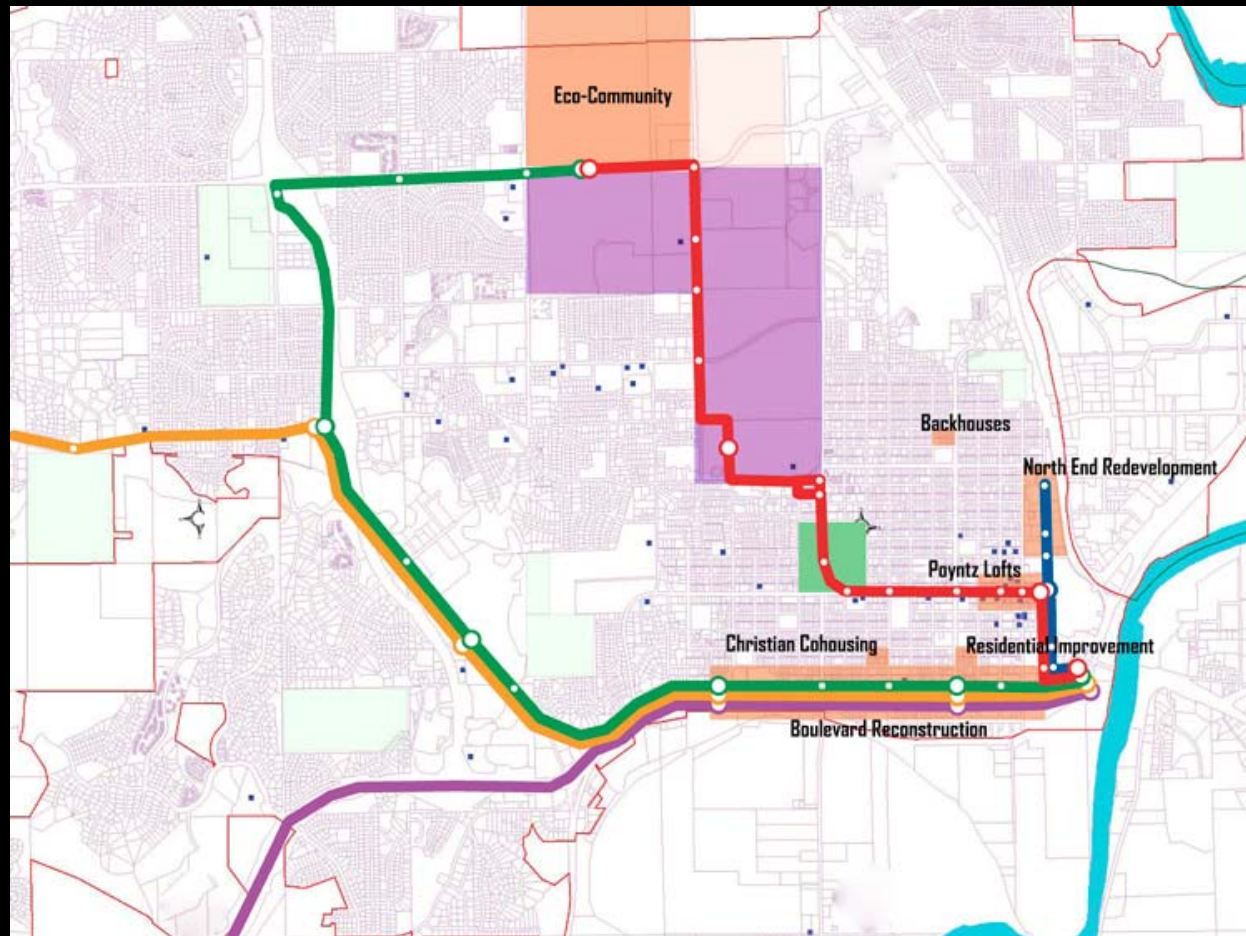 Eco-Community
Backhouses
North End Redevelopment
Poyntz Lofts
Christian Cohousing
Residential Improvement
Boulevard Reconstruction